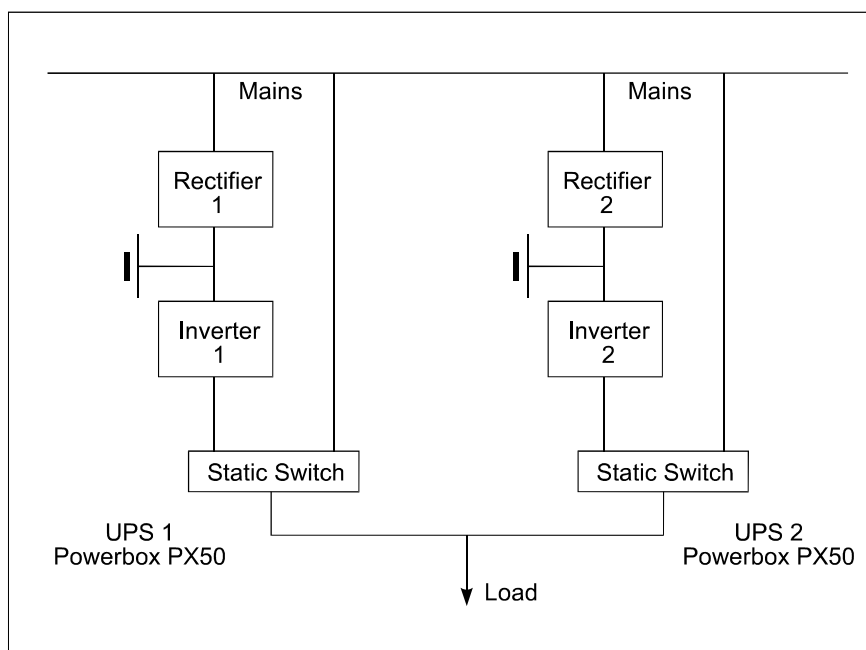 Mains
Mains
Rectifier
1
Rectifier
2
Inverter
1
Inverter
2
Static Switch
Static Switch
UPS 1
Powerbox PX50
UPS 2
Powerbox PX50
Load